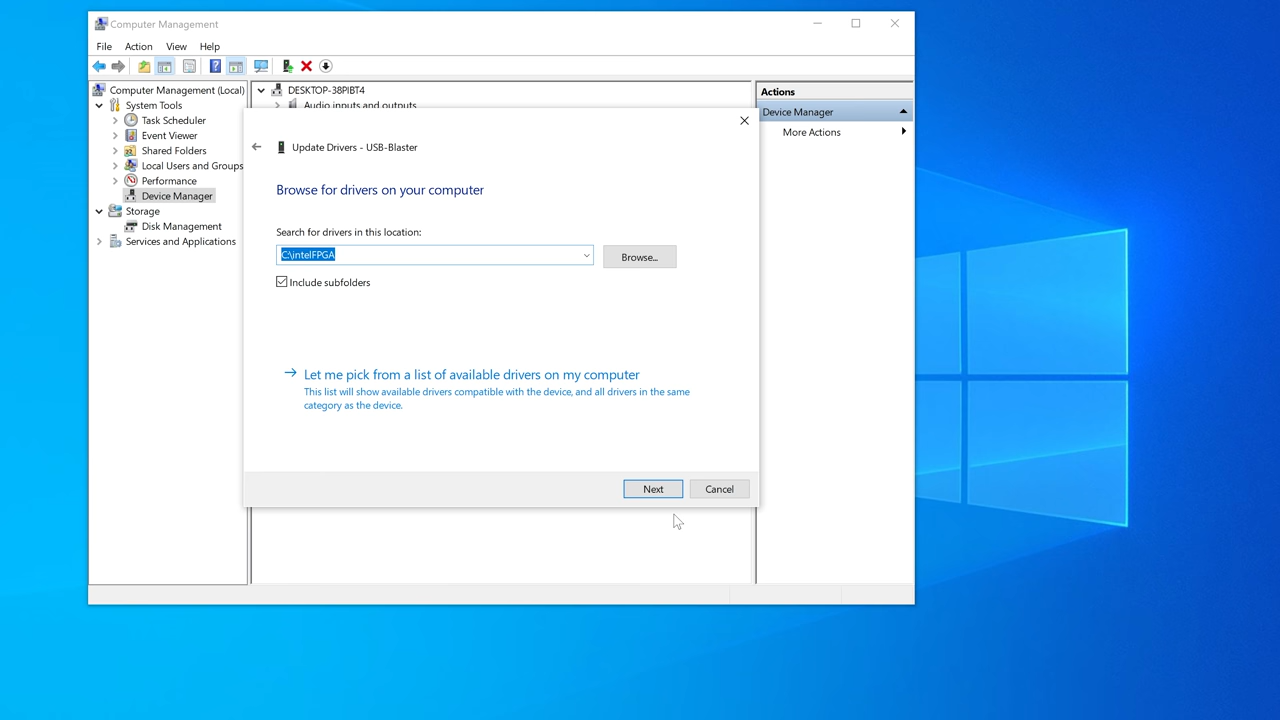 Computer Management
File Action View Help
Computer Management (Local)
System Tools
Task Scheduler
Event Viewer
Shared Folders
Local Users and Groups
Performance
Device Manager
Storage
Disk Management
Services and Applications
DESKTOP-38PIBT4
Audio inputs and outputs
Actions
Device Manager
More Actions
Update Drivers - USB-Blaster
Browse for drivers on your computer
Search for drivers in this location:
C:\intelFPGA
Browse...
Include subfolders
Let me pick from a list of available drivers on my computer
This list will show available drivers compatible with the device, and all drivers in the same
category as the device.
Next
Cancel